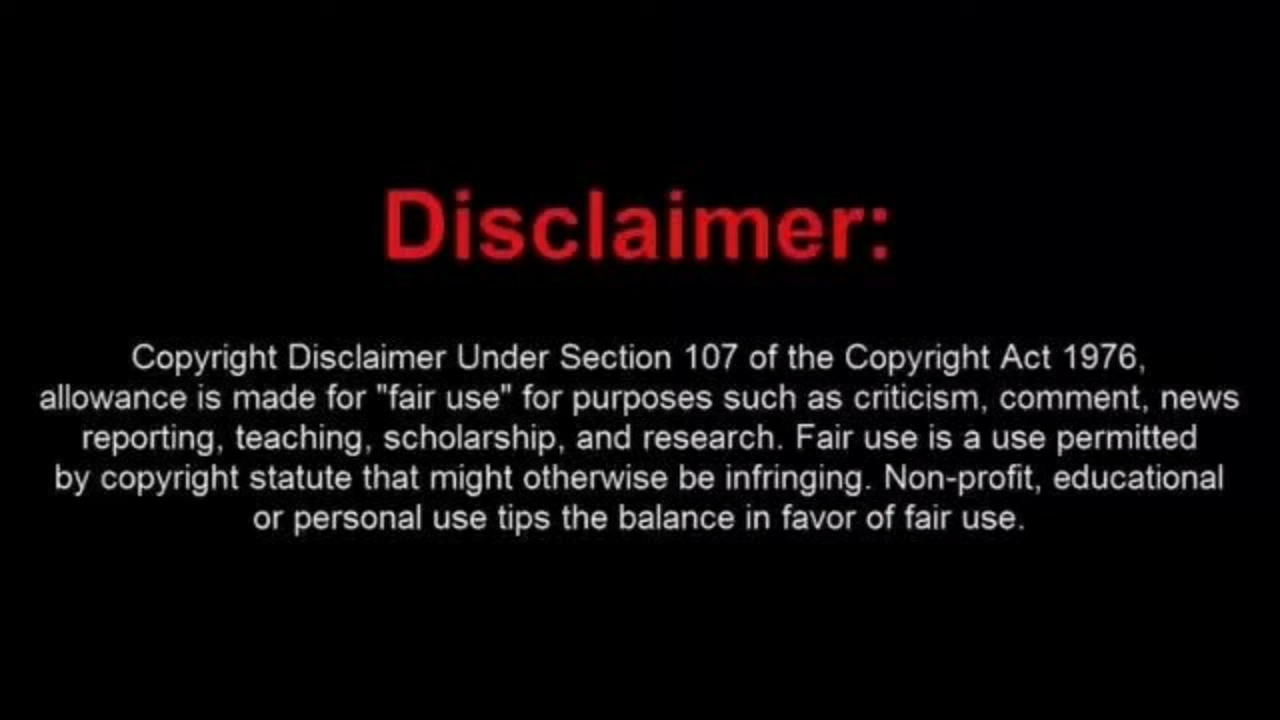 Disclaimer:
Copyright Disclaimer Under Section 107 of the Copyright Act 1976,
allowance is made for "fair use" for purposes such as criticism, comment, news
reporting, teaching, scholarship, and research. Fair use is a use permitted
by copyright statute that might otherwise be infringing. Non-profit, educational
or personal use tips the balance in favor of fair use.